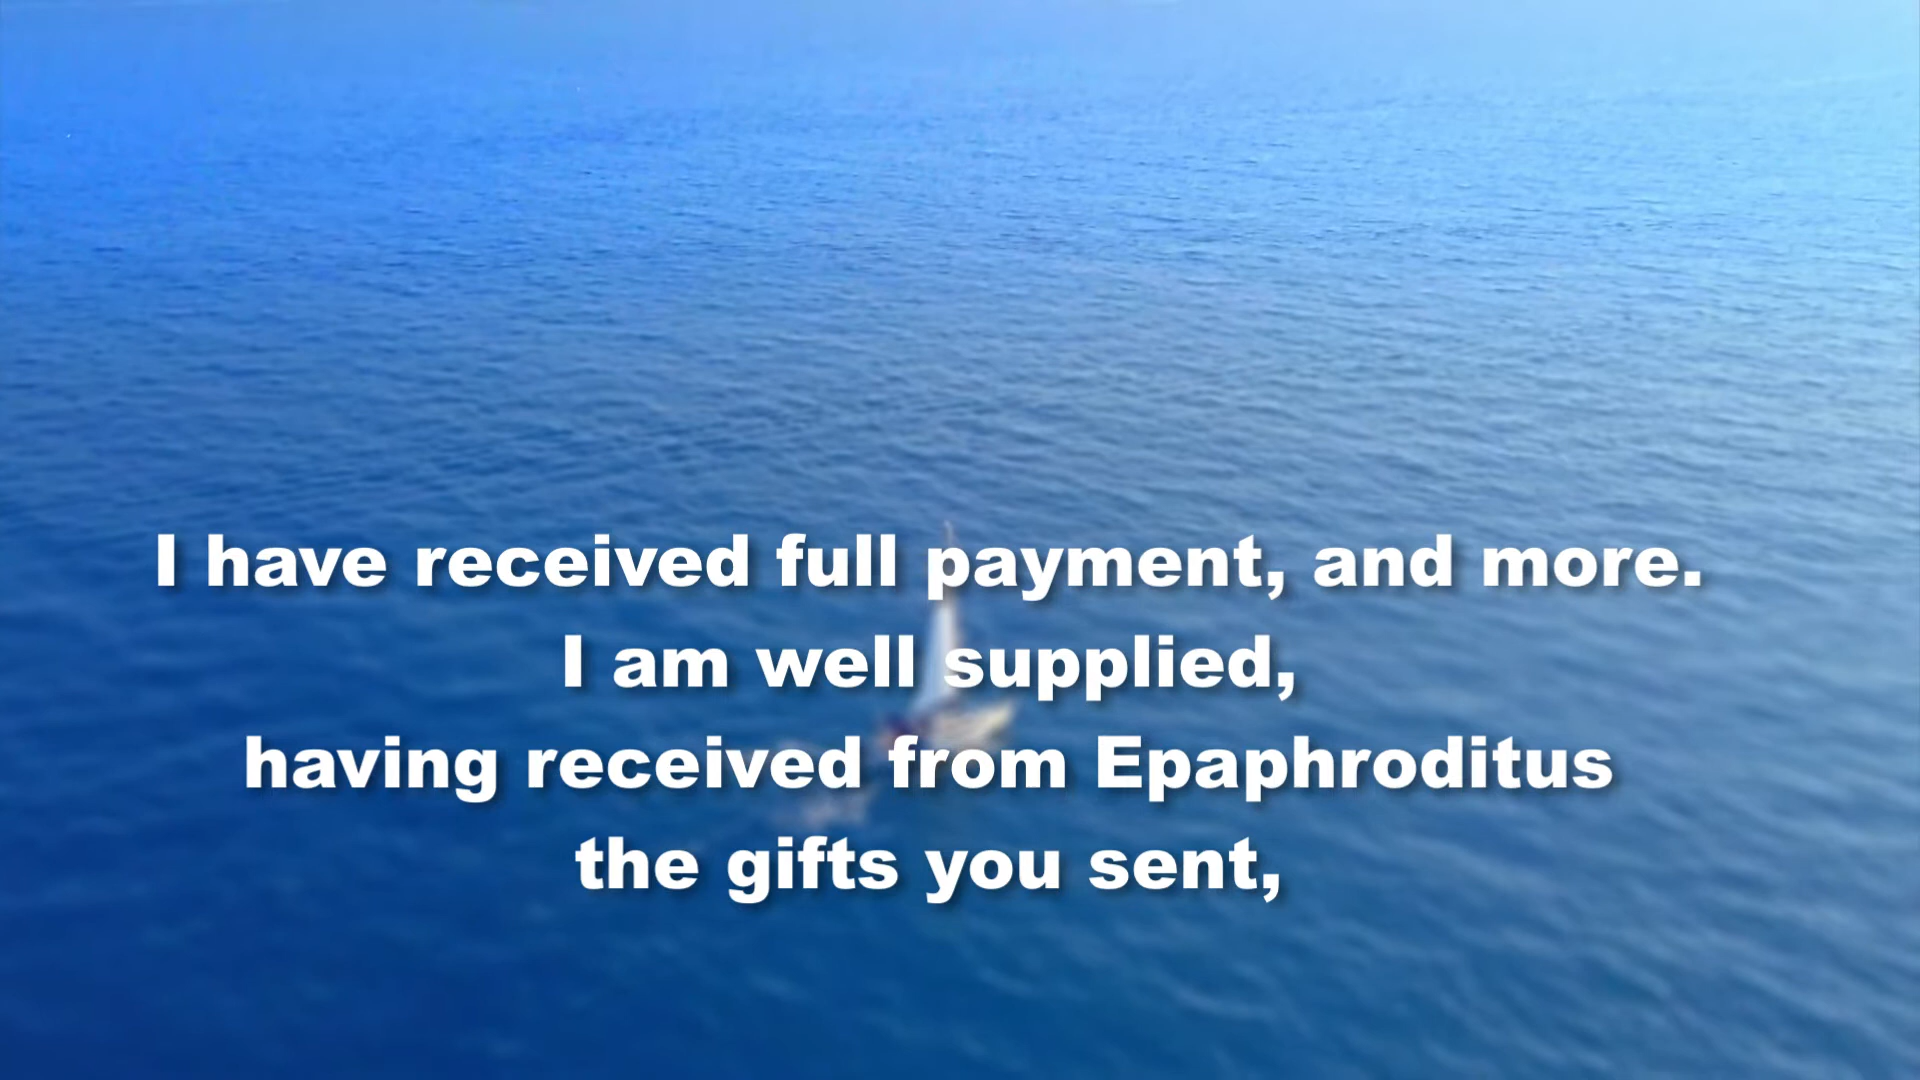 I have received full payment, and more.
I am well supplied,
having received from Epaphroditus
the gifts you sent,